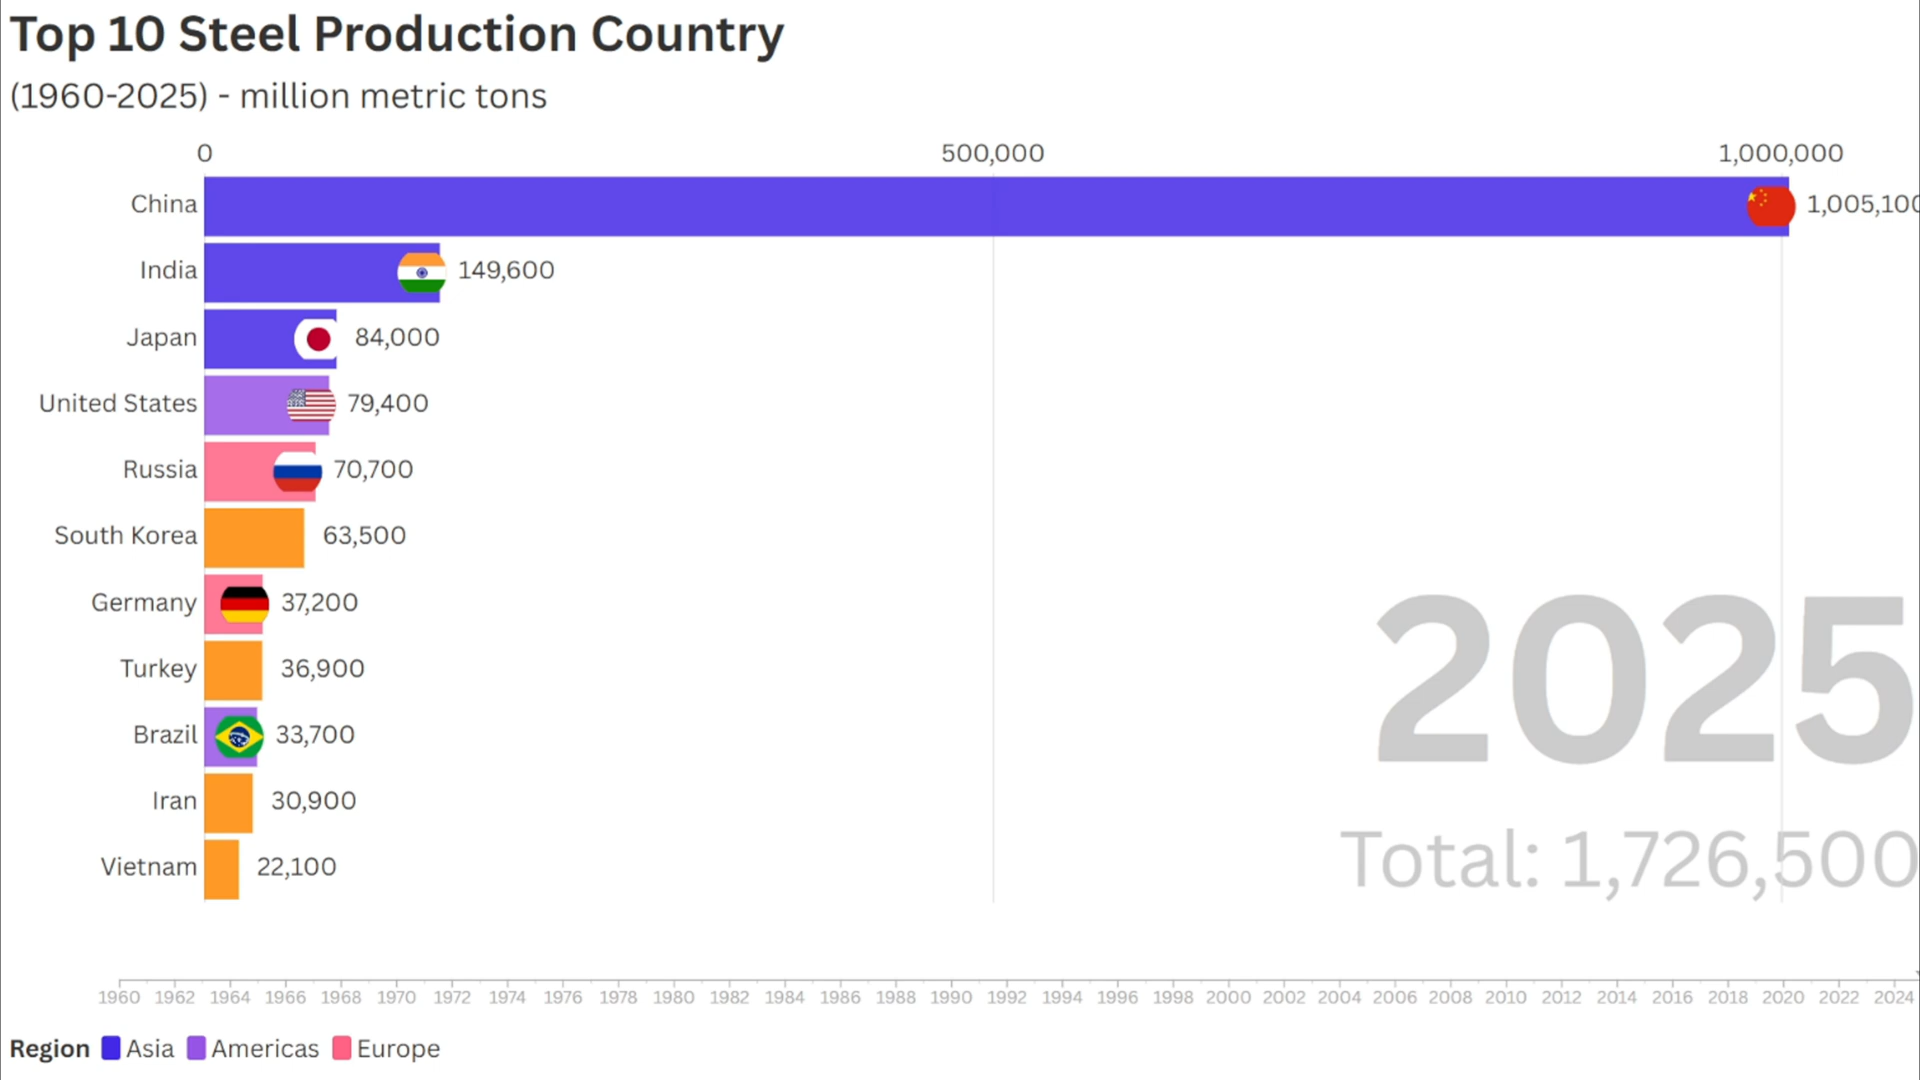 Top 10 Steel Production Country
(1960-2025) - million metric tons
0 500,000 1,000,000
China 1,005,100
India 149,600
Japan 84,000
United States 79,400
Russia 70,700
South Korea 63,500
Germany 37,200
Turkey 36,900
Brazil 33,700
Iran 30,900
Vietnam 22,100
2025
Total: 1,726,500
1960 1962 1964 1966 1968 1970 1972 1974 1976 1978 1980 1982 1984 1986 1988 1990 1992 1994 1996 1998 2000 2002 2004 2006 2008 2010 2012 2014 2016 2018 2020 2022 2024
Region Asia Americas Europe